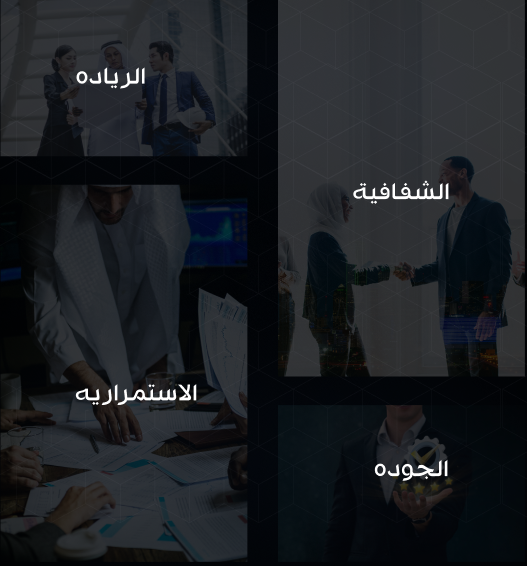 الرياده
الشفافية
الاستمراريه
الجوده